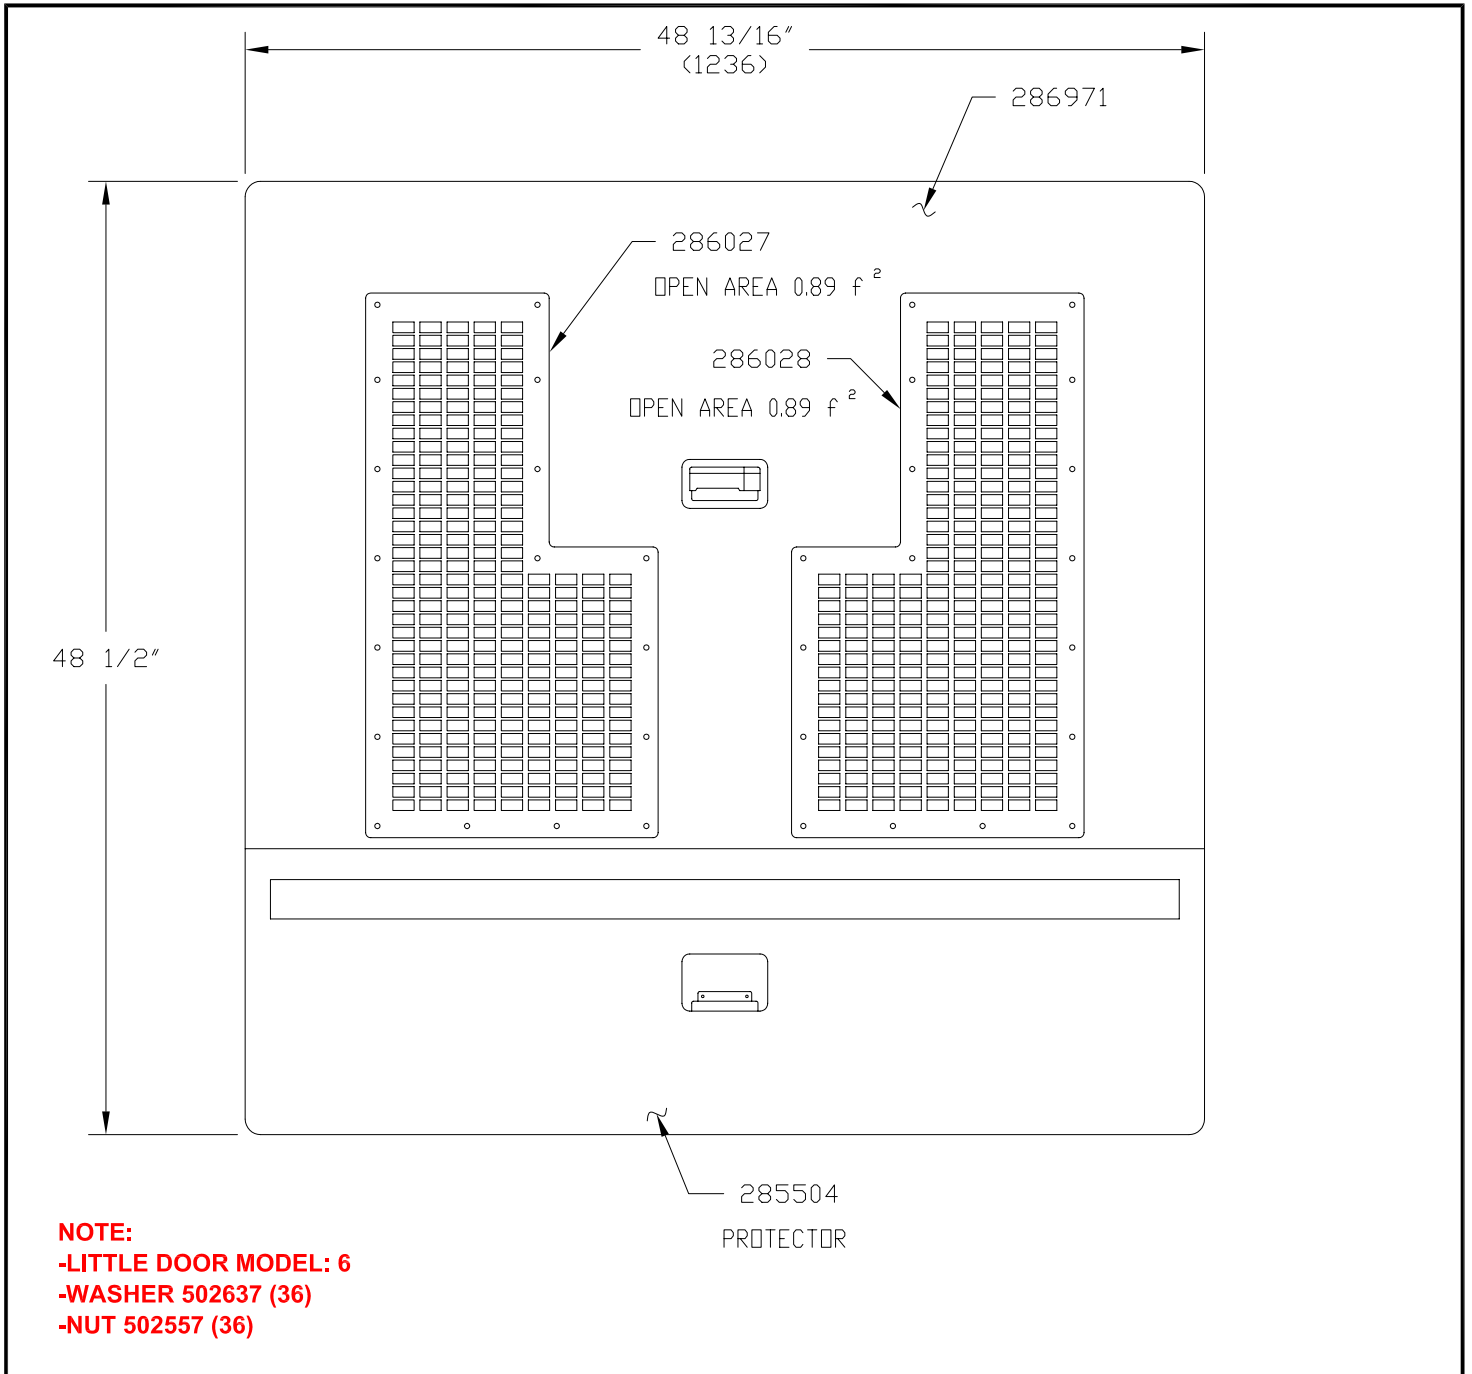 48 13/16"
(1236)
286971
286027
OPEN AREA 0.89 f ²
286028
OPEN AREA 0.89 f ²
48 1/2"
285504
PROTECTOR
NOTE:
-LITTLE DOOR MODEL: 6
-WASHER 502637 (36)
-NUT 502557 (36)